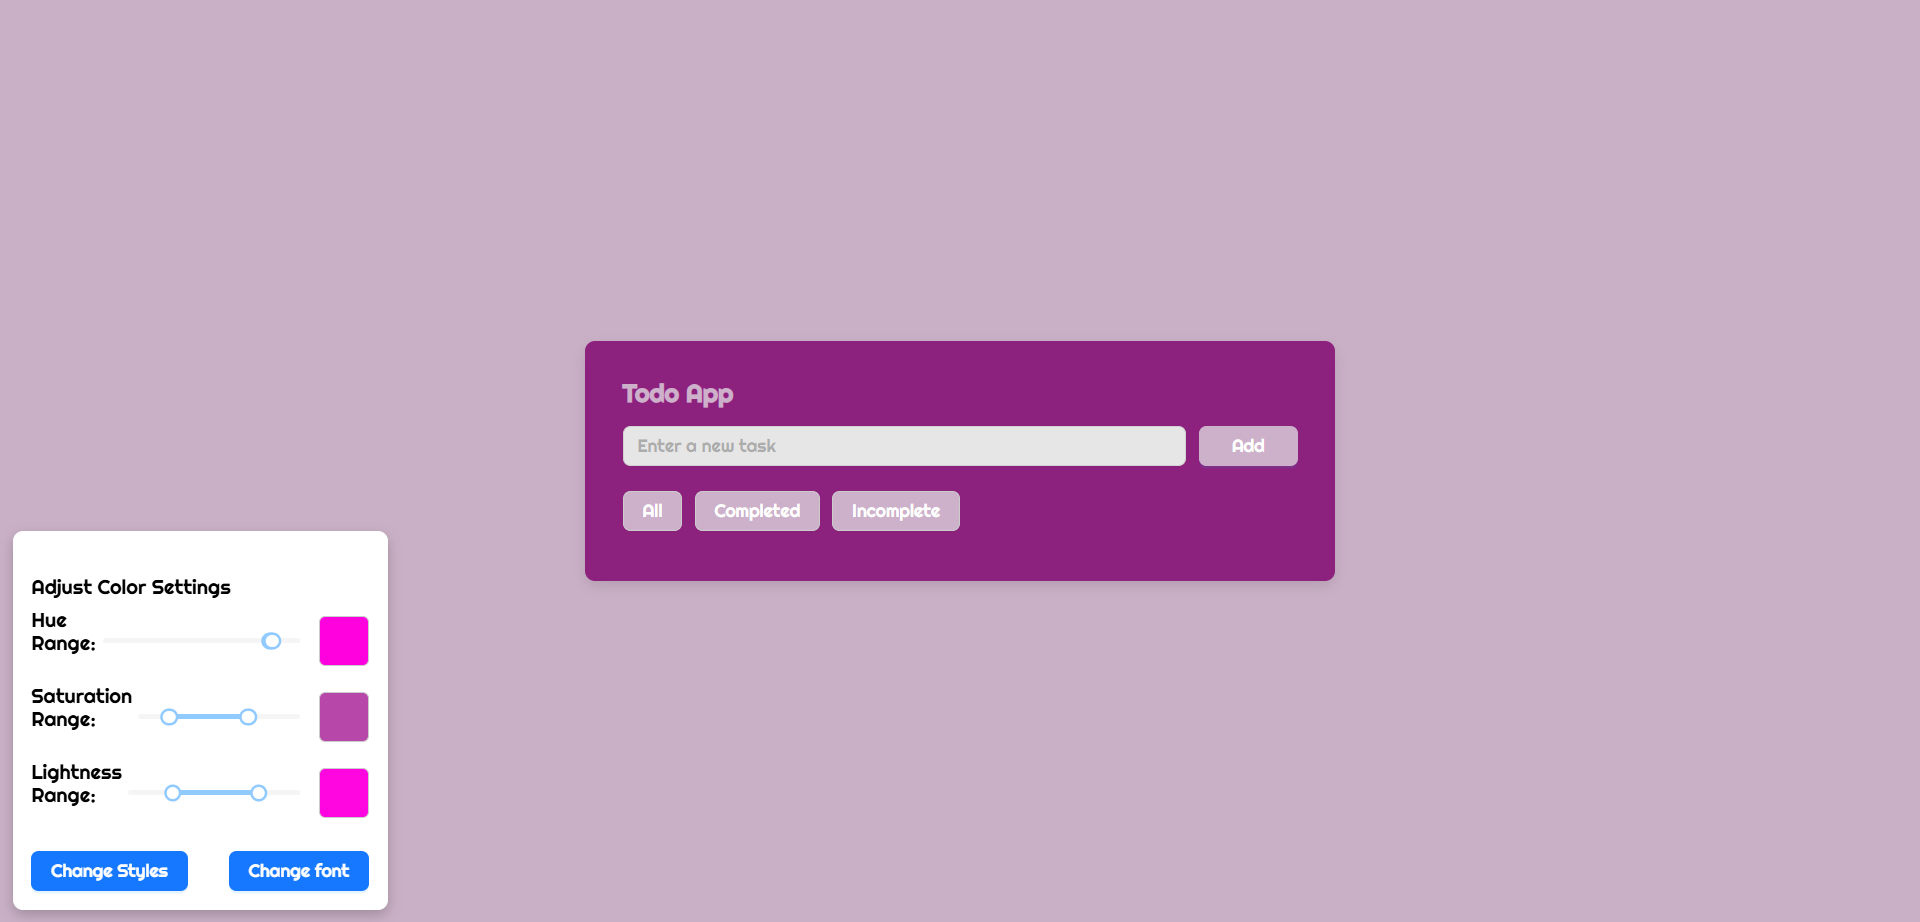 Todo App
Enter a new task
Add
All Completed Incomplete
Adjust Color Settings
Hue
Range:
Saturation
Range:
Lightness
Range:
Change Styles Change font